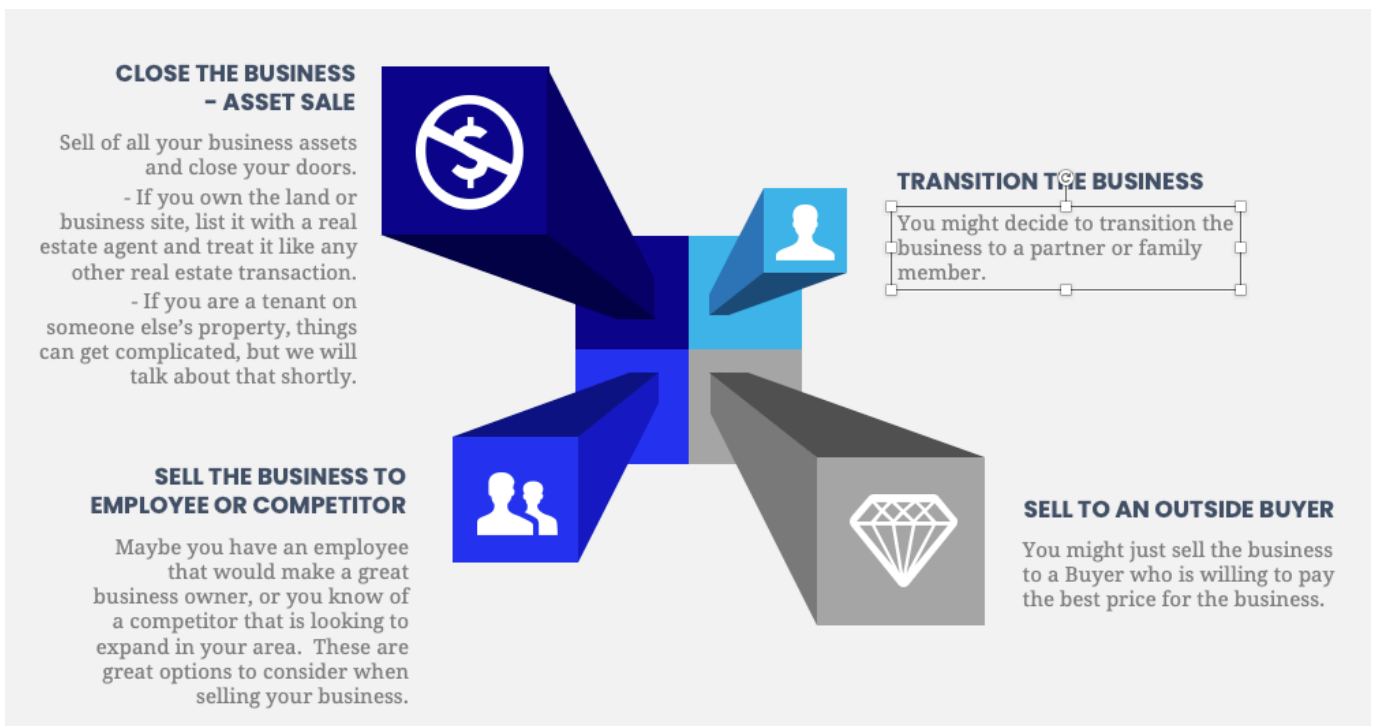 CLOSE THE BUSINESS
- ASSET SALE
Sell of all your business assets
and close your doors.
- If you own the land or
business site, list it with a real
estate agent and treat it like any
other real estate transaction.
- If you are a tenant on
someone else's property, things
can get complicated, but we will
talk about that shortly.
TRANSITION THE BUSINESS
You might decide to transition the
business to a partner or family
member.
SELL THE BUSINESS TO
EMPLOYEE OR COMPETITOR
Maybe you have an employee
that would make a great
business owner, or you know of
a competitor that is looking to
expand in your area.  These are
great options to consider when
selling your business.
SELL TO AN OUTSIDE BUYER
You might just sell the business
to a Buyer who is willing to pay
the best price for the business.